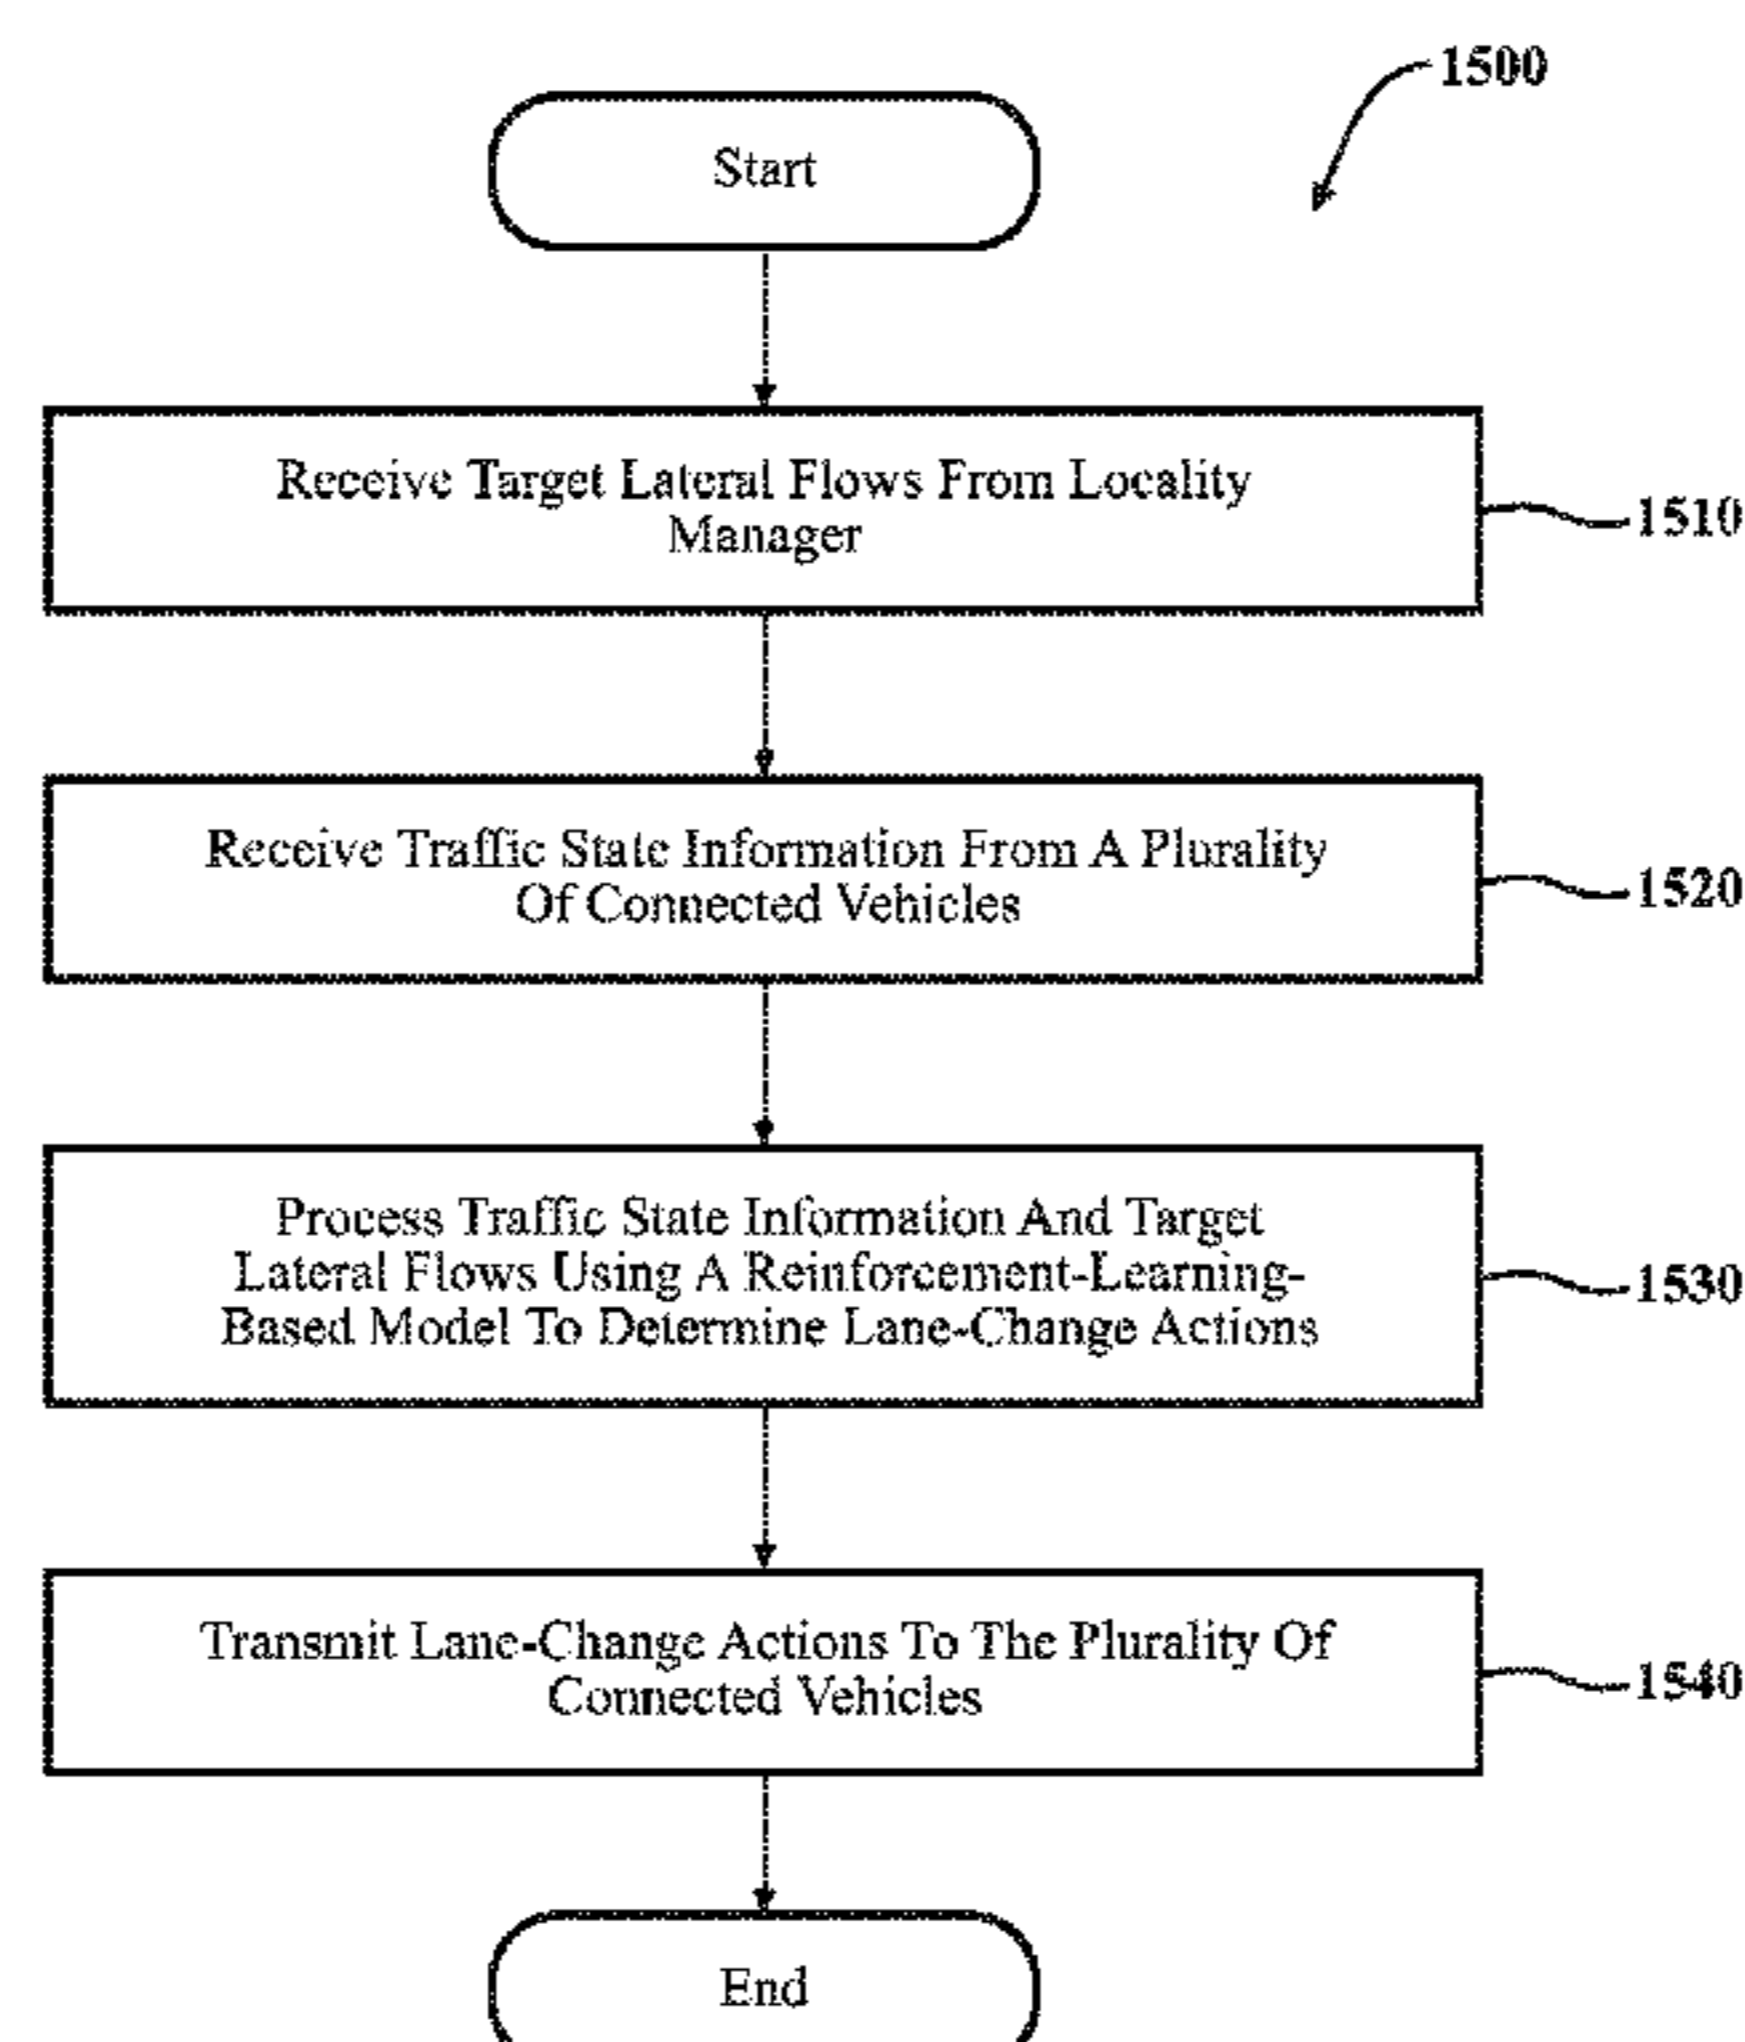 1500
Start
Receive Target Lateral Flows From Locality
Manager
1510
Receive Traffic State Information From A Plurality
Of Connected Vehicles
1520
Process Traffic State Information And Target
Lateral Flows Using A Reinforcement-Learning-
Based Model To Determine Lane-Change Actions
1530
Transmit Lane-Change Actions To The Plurality Of
Connected Vehicles
1540
End